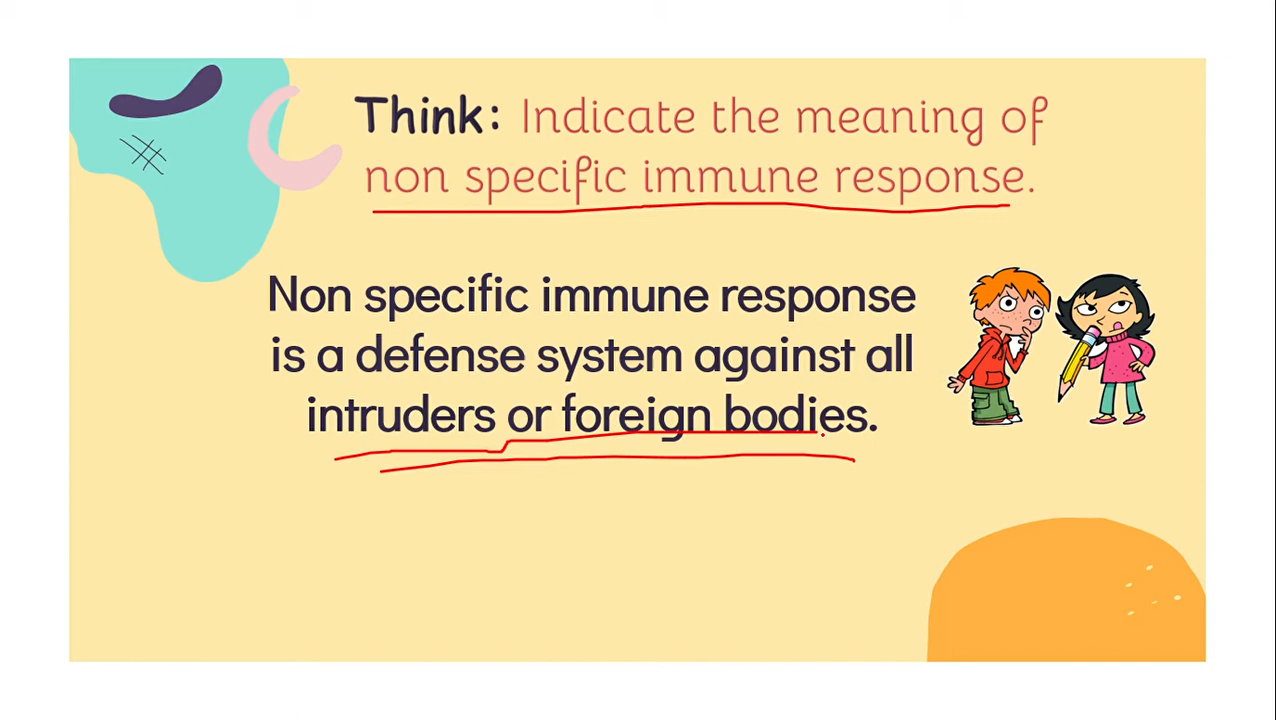 Think: Indicate the meaning of
non specific immune response.
Non specific immune response
is a defense system against all
intruders or foreign bodies.